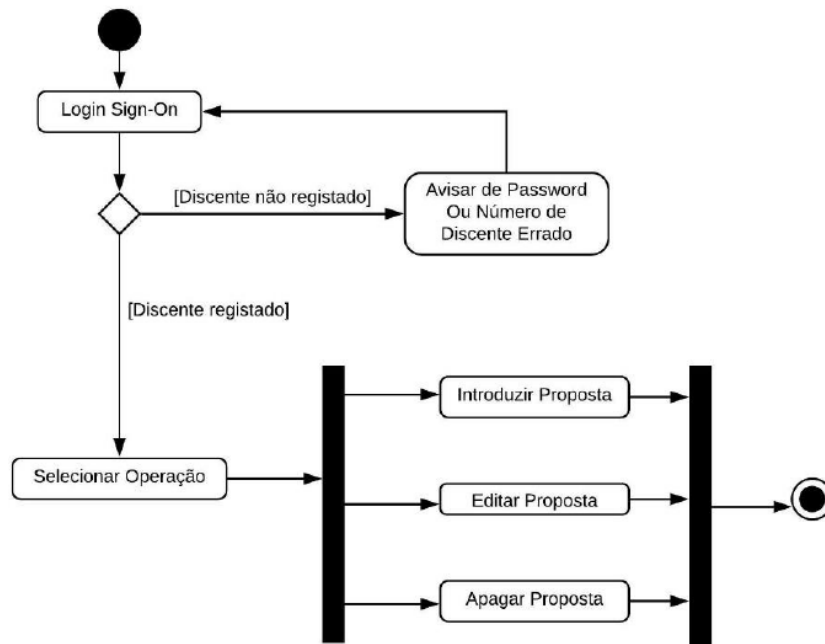 Login Sign-On
[Discente não registado]
Avisar de Password
Ou Número de
Discente Errado
[Discente registado]
Introduzir Proposta
Selecionar Operação
Editar Proposta
Apagar Proposta